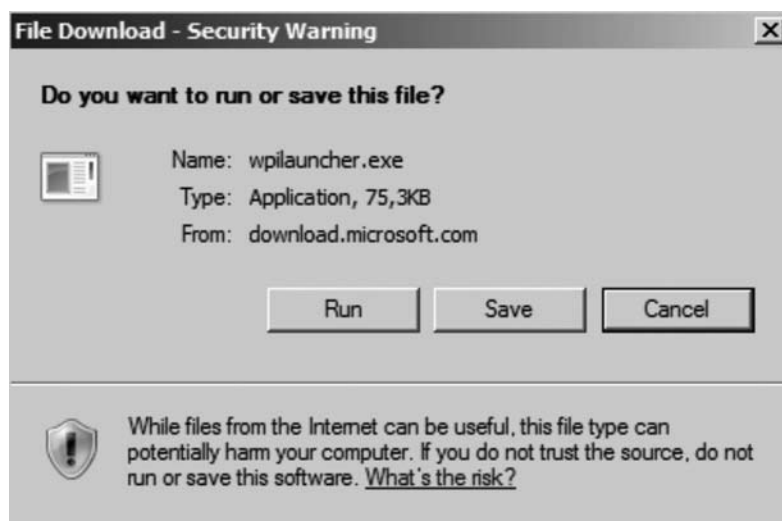 File Download - Security Warning
Do you want to run or save this file?
Name: wpilauncher.exe
Type: Application, 75,3KB
From: download.microsoft.com
Run Save Cancel
While files from the Internet can be useful, this file type can
potentially harm your computer. If you do not trust the source, do not
run or save this software. What's the risk?